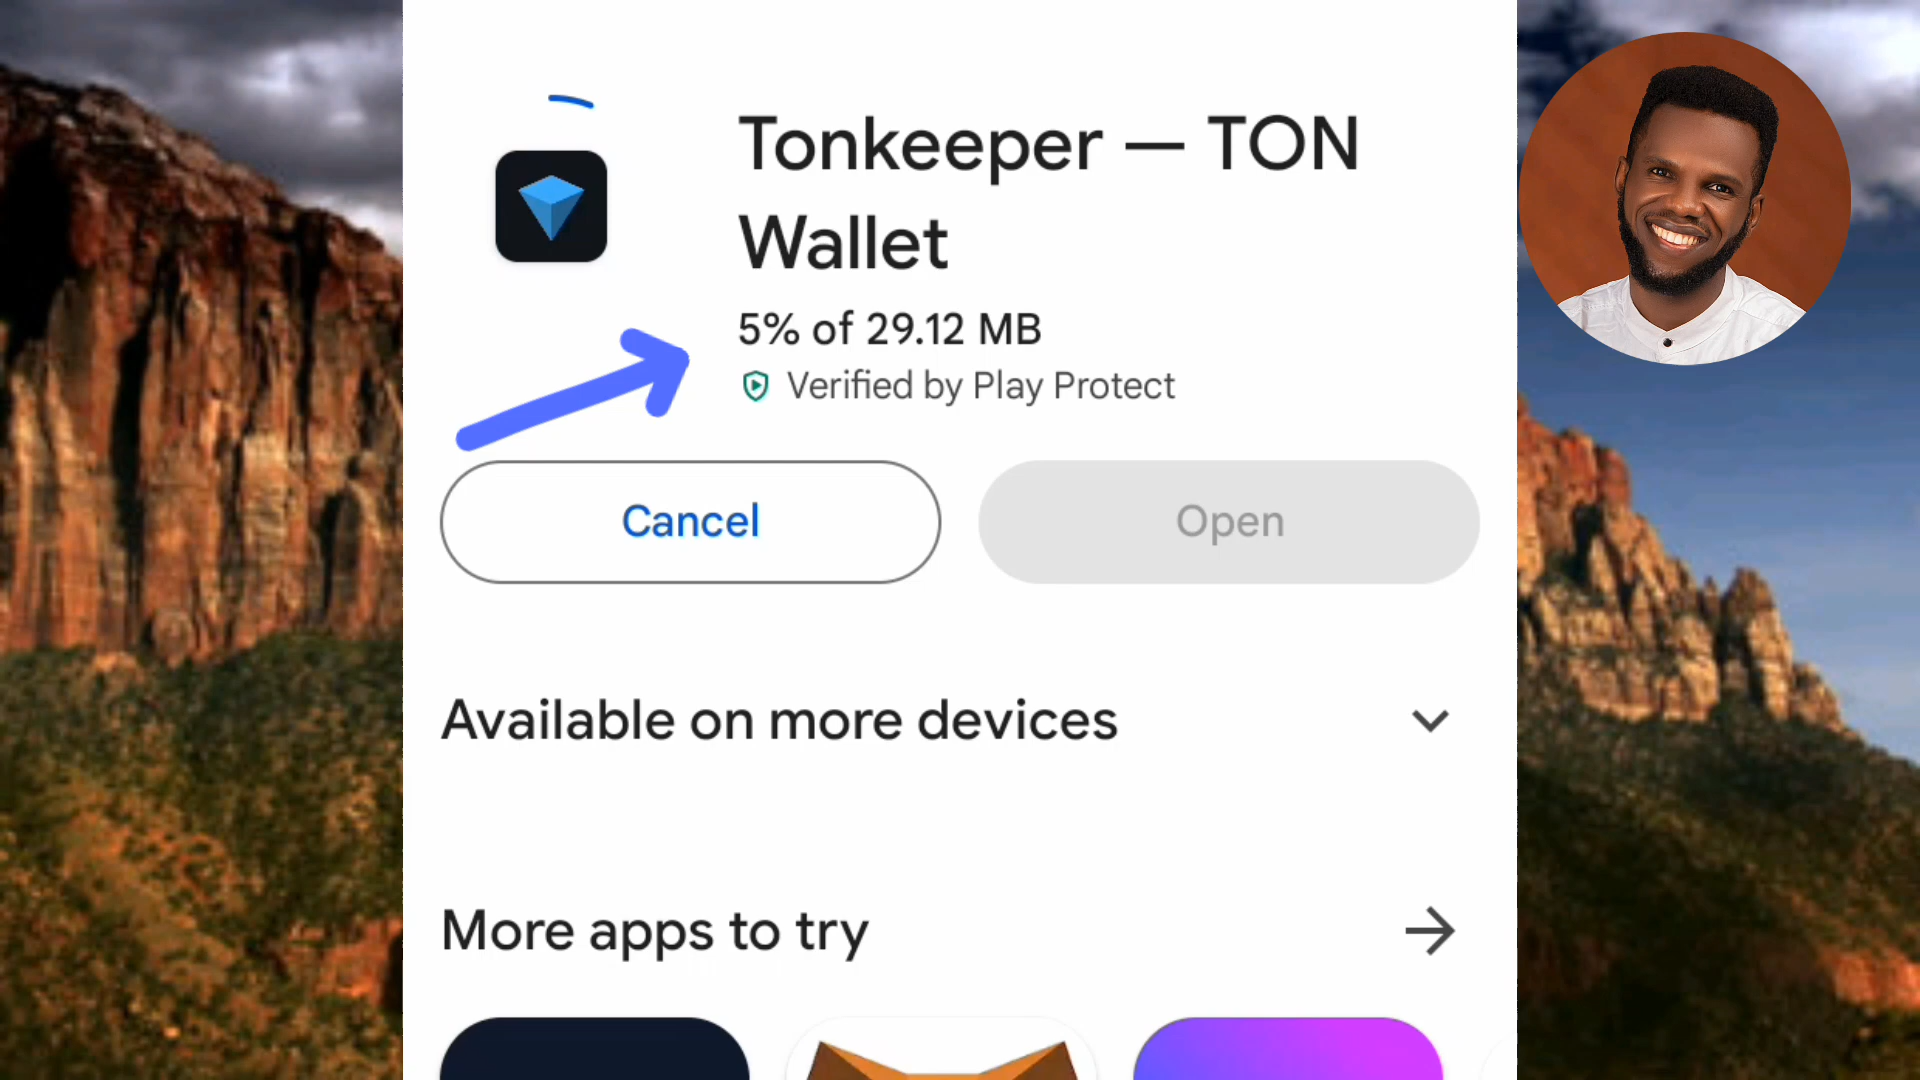 Tonkeeper — TON
Wallet
5% of 29.12 MB
Verified by Play Protect
Cancel
Open
Available on more devices
More apps to try